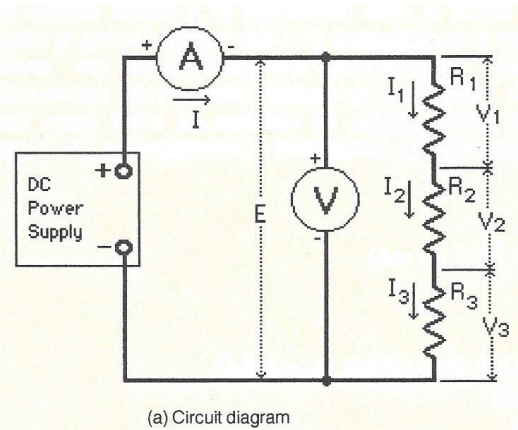 + A -
I
+
DC
Power
Supply
-
E
+
V
-
I1 R1 V1
I2 R2 V2
I3 R3 V3
(a) Circuit diagram